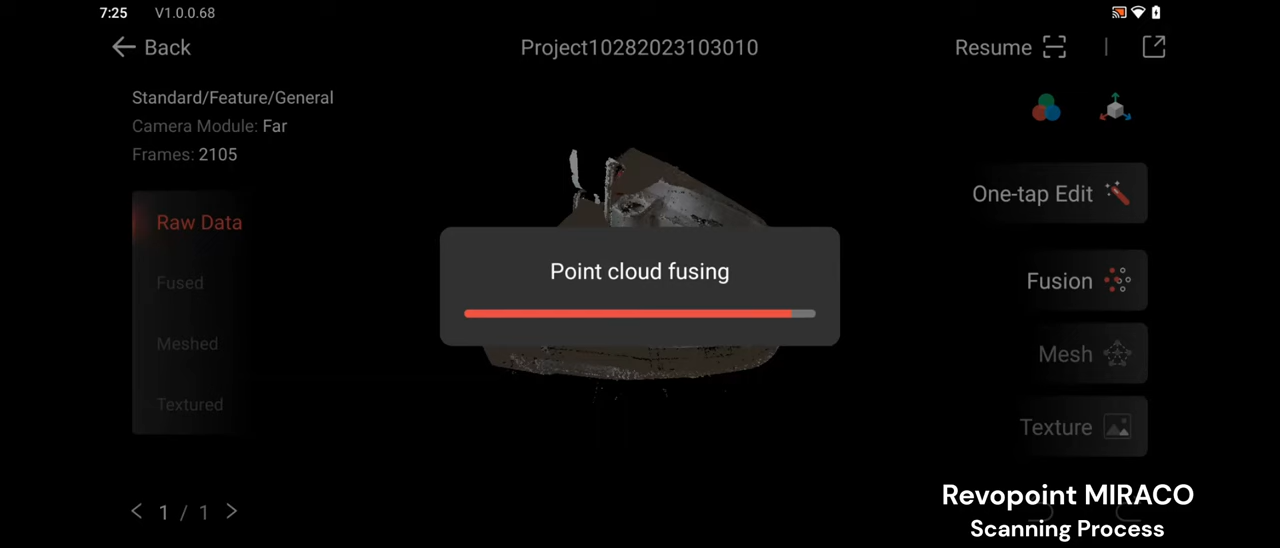 7:25 V1.0.0.68
Back
Project10282023103010
Resume
Standard/Feature/General
Camera Module: Far
Frames: 2105
One-tap Edit
Raw Data
Point cloud fusing
Fused
Fusion
Meshed
Mesh
Textured
Texture
< 1 / 1 >
Revopoint MIRACO
Scanning Process